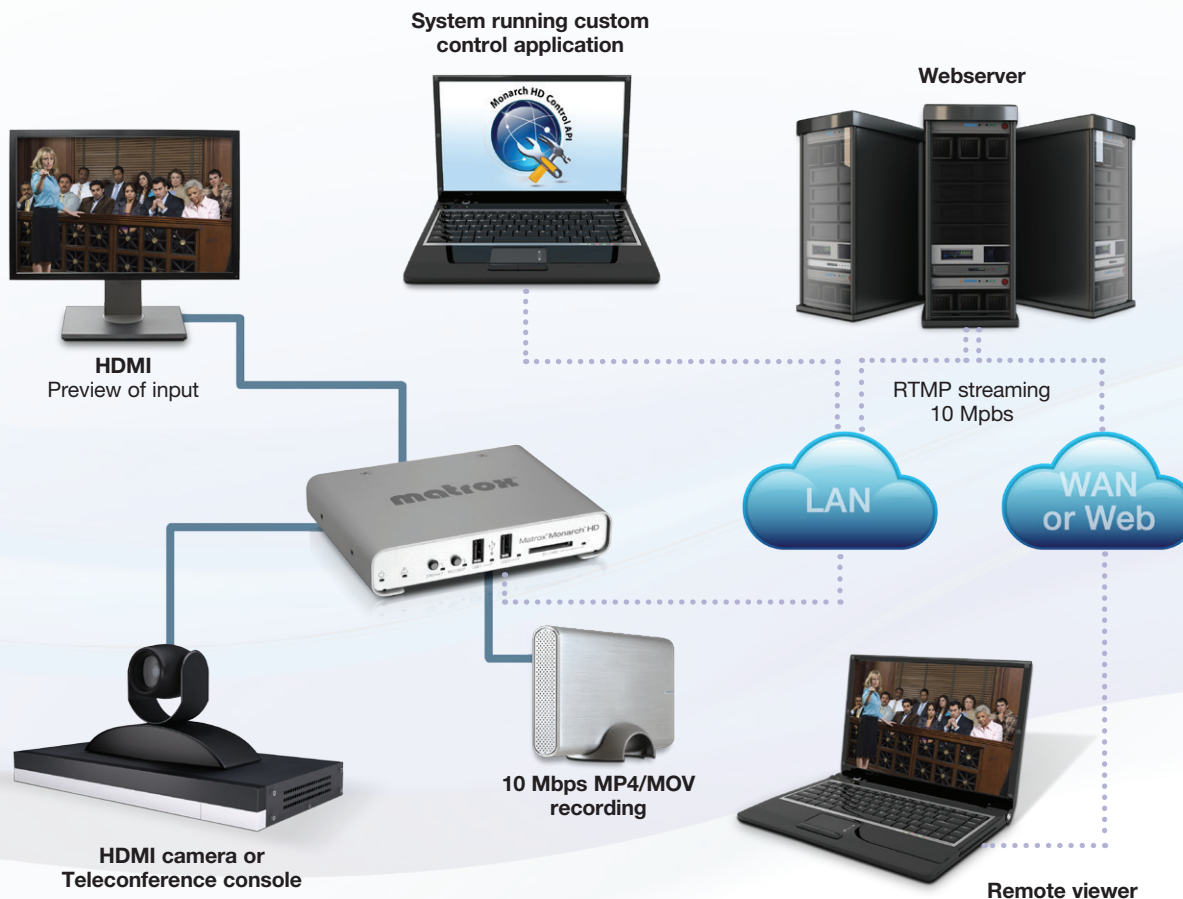 System running custom
control application
Monarch HD Control API
Webserver
HDMI
Preview of input
RTMP streaming
10 Mpbs
LAN
WAN
or Web
matrox
Matrox Monarch HD
10 Mbps MP4/MOV
recording
HDMI camera or
Teleconference console
Remote viewer